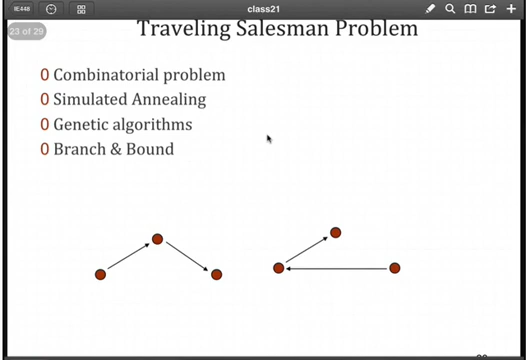 IE448
class21
23 of 29
Traveling Salesman Problem
0 Combinatorial problem
0 Simulated Annealing
0 Genetic algorithms
0 Branch & Bound